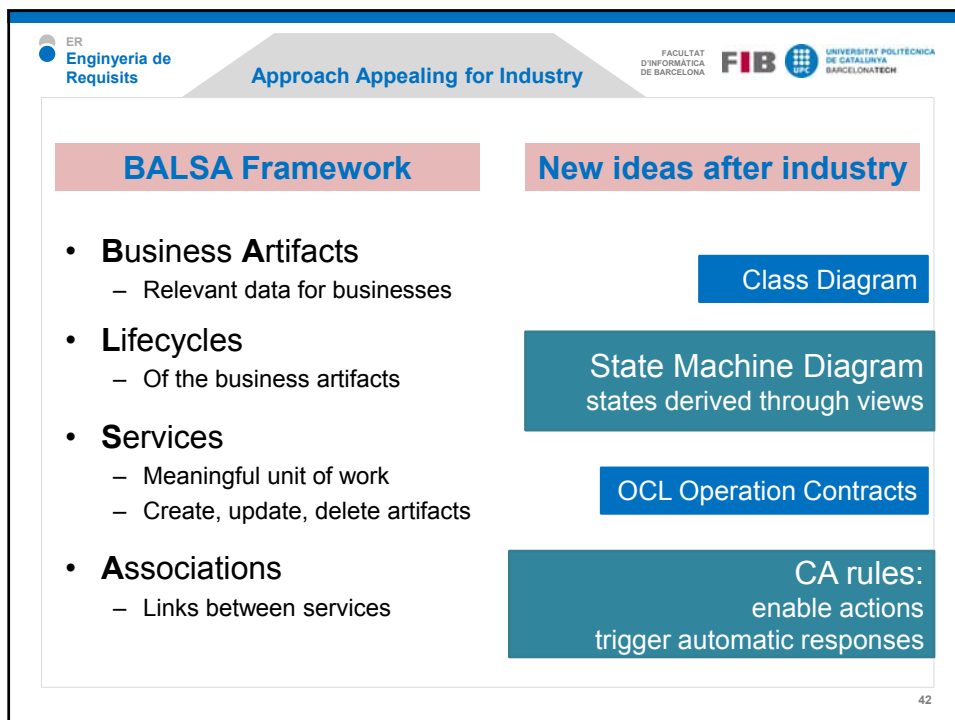 ER
Enginyeria de
Requisits
Approach Appealing for Industry
FACULTAT
D'INFORMÀTICA
DE BARCELONA
FIB
UPC
UNIVERSITAT POLITÈCNICA
DE CATALUNYA
BARCELONATECH
BALSA Framework
New ideas after industry
• Business Artifacts
– Relevant data for businesses
Class Diagram
• Lifecycles
– Of the business artifacts
State Machine Diagram
states derived through views
• Services
– Meaningful unit of work
– Create, update, delete artifacts
OCL Operation Contracts
• Associations
– Links between services
CA rules:
enable actions
trigger automatic responses
42